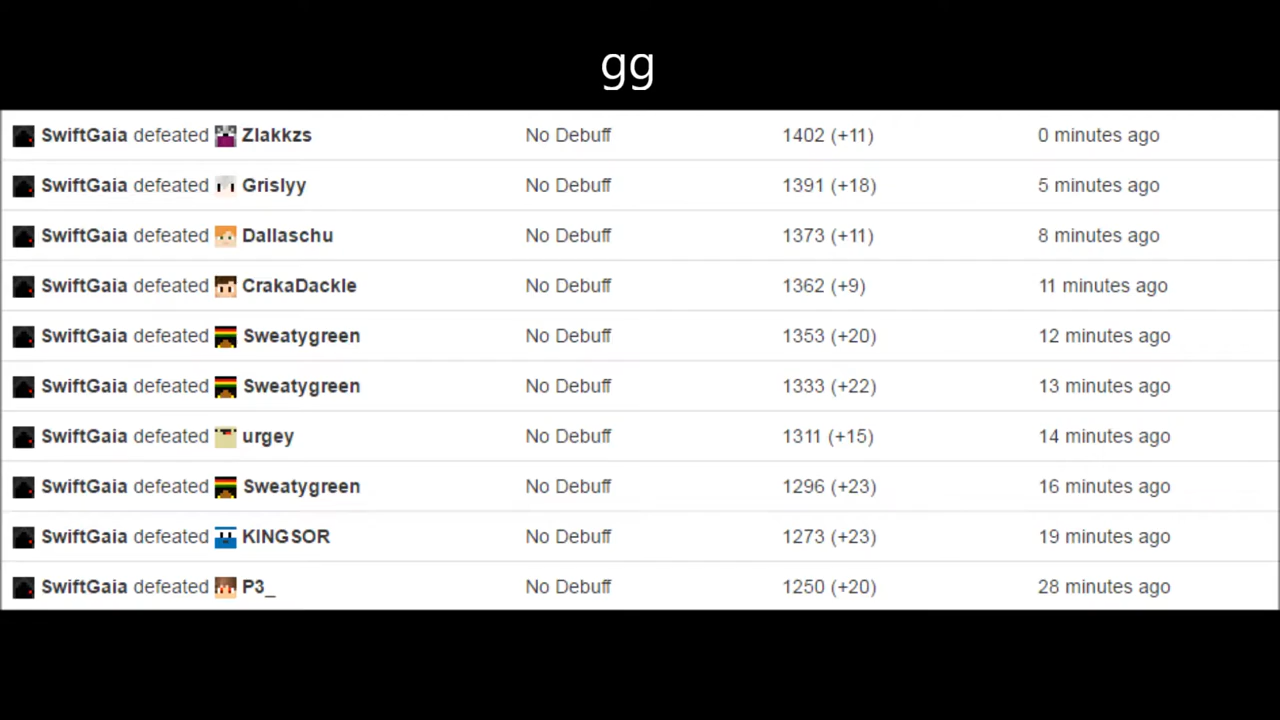 gg
SwiftGaia defeated Zlakkzs No Debuff 1402 (+11) 0 minutes ago
SwiftGaia defeated Grislyy No Debuff 1391 (+18) 5 minutes ago
SwiftGaia defeated Dallaschu No Debuff 1373 (+11) 8 minutes ago
SwiftGaia defeated CrakaDackle No Debuff 1362 (+9) 11 minutes ago
SwiftGaia defeated Sweatygreen No Debuff 1353 (+20) 12 minutes ago
SwiftGaia defeated Sweatygreen No Debuff 1333 (+22) 13 minutes ago
SwiftGaia defeated urgey No Debuff 1311 (+15) 14 minutes ago
SwiftGaia defeated Sweatygreen No Debuff 1296 (+23) 16 minutes ago
SwiftGaia defeated KINGSOR No Debuff 1273 (+23) 19 minutes ago
SwiftGaia defeated P3_ No Debuff 1250 (+20) 28 minutes ago